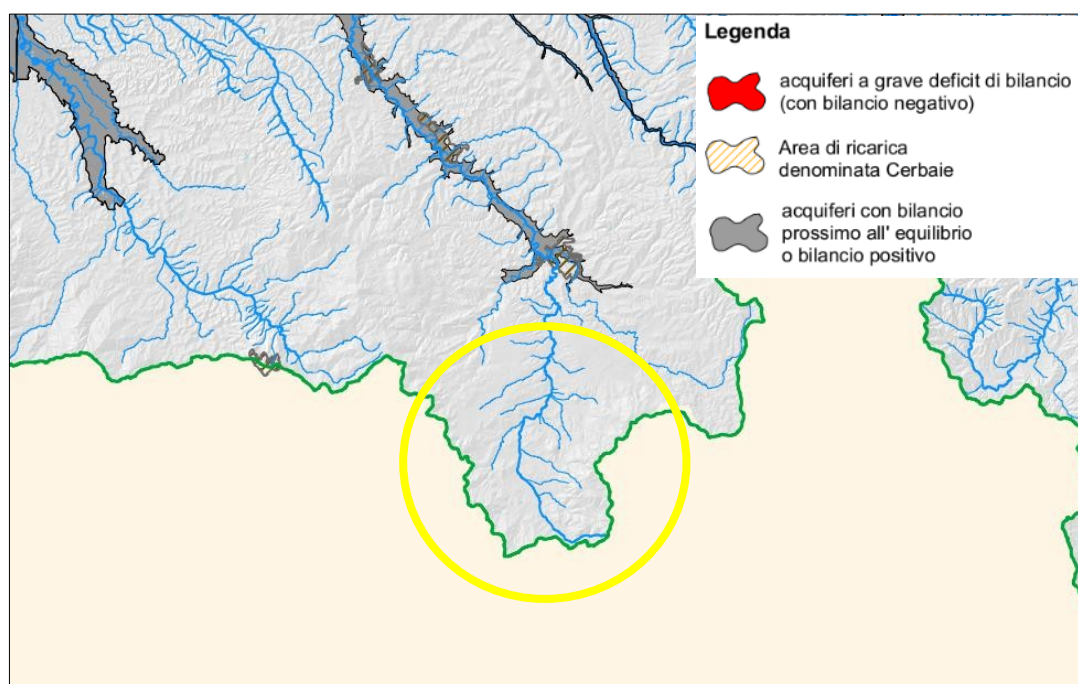 Legenda
acquiferi a grave deficit di bilancio
(con bilancio negativo)
Area di ricarica
denominata Cerbaie
acquiferi con bilancio
prossimo all' equilibrio
o bilancio positivo